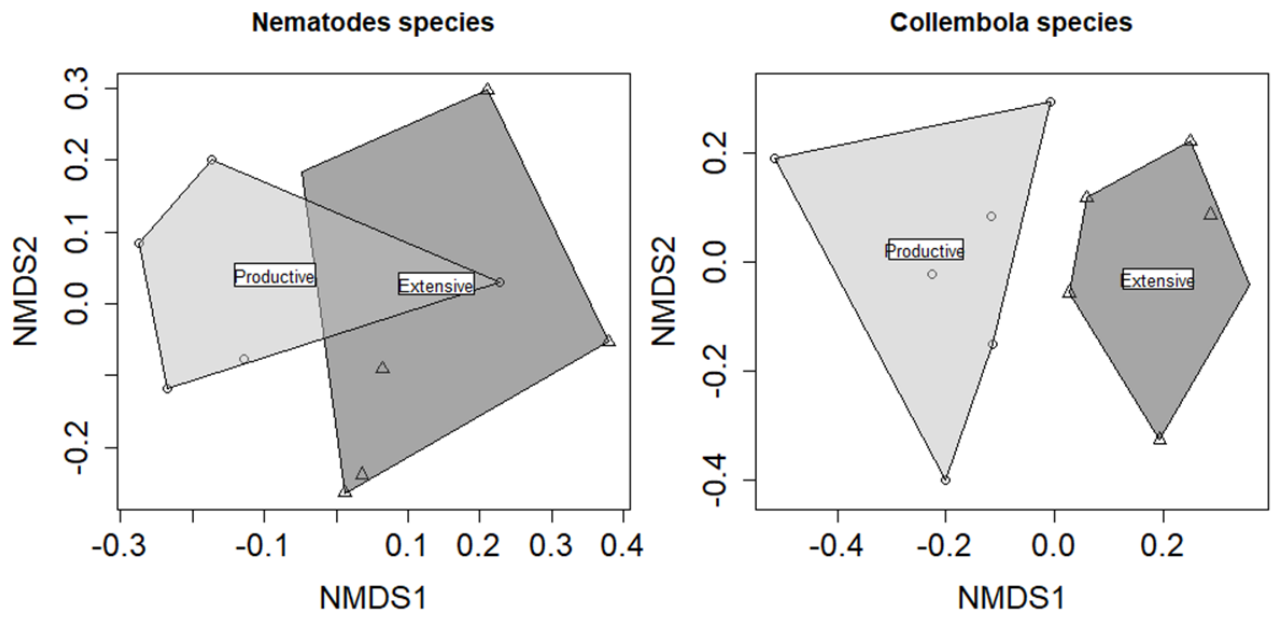 Nematodes species
Collembola species
NMDS2
0.3
0.2
0.1
0.0
-0.2
Productive
Extensive
-0.3
-0.1
0.1
0.2
0.3
0.4
NMDS1
NMDS2
0.2
0.0
-0.2
-0.4
Productive
Extensive
-0.4
-0.2
0.0
0.2
NMDS1